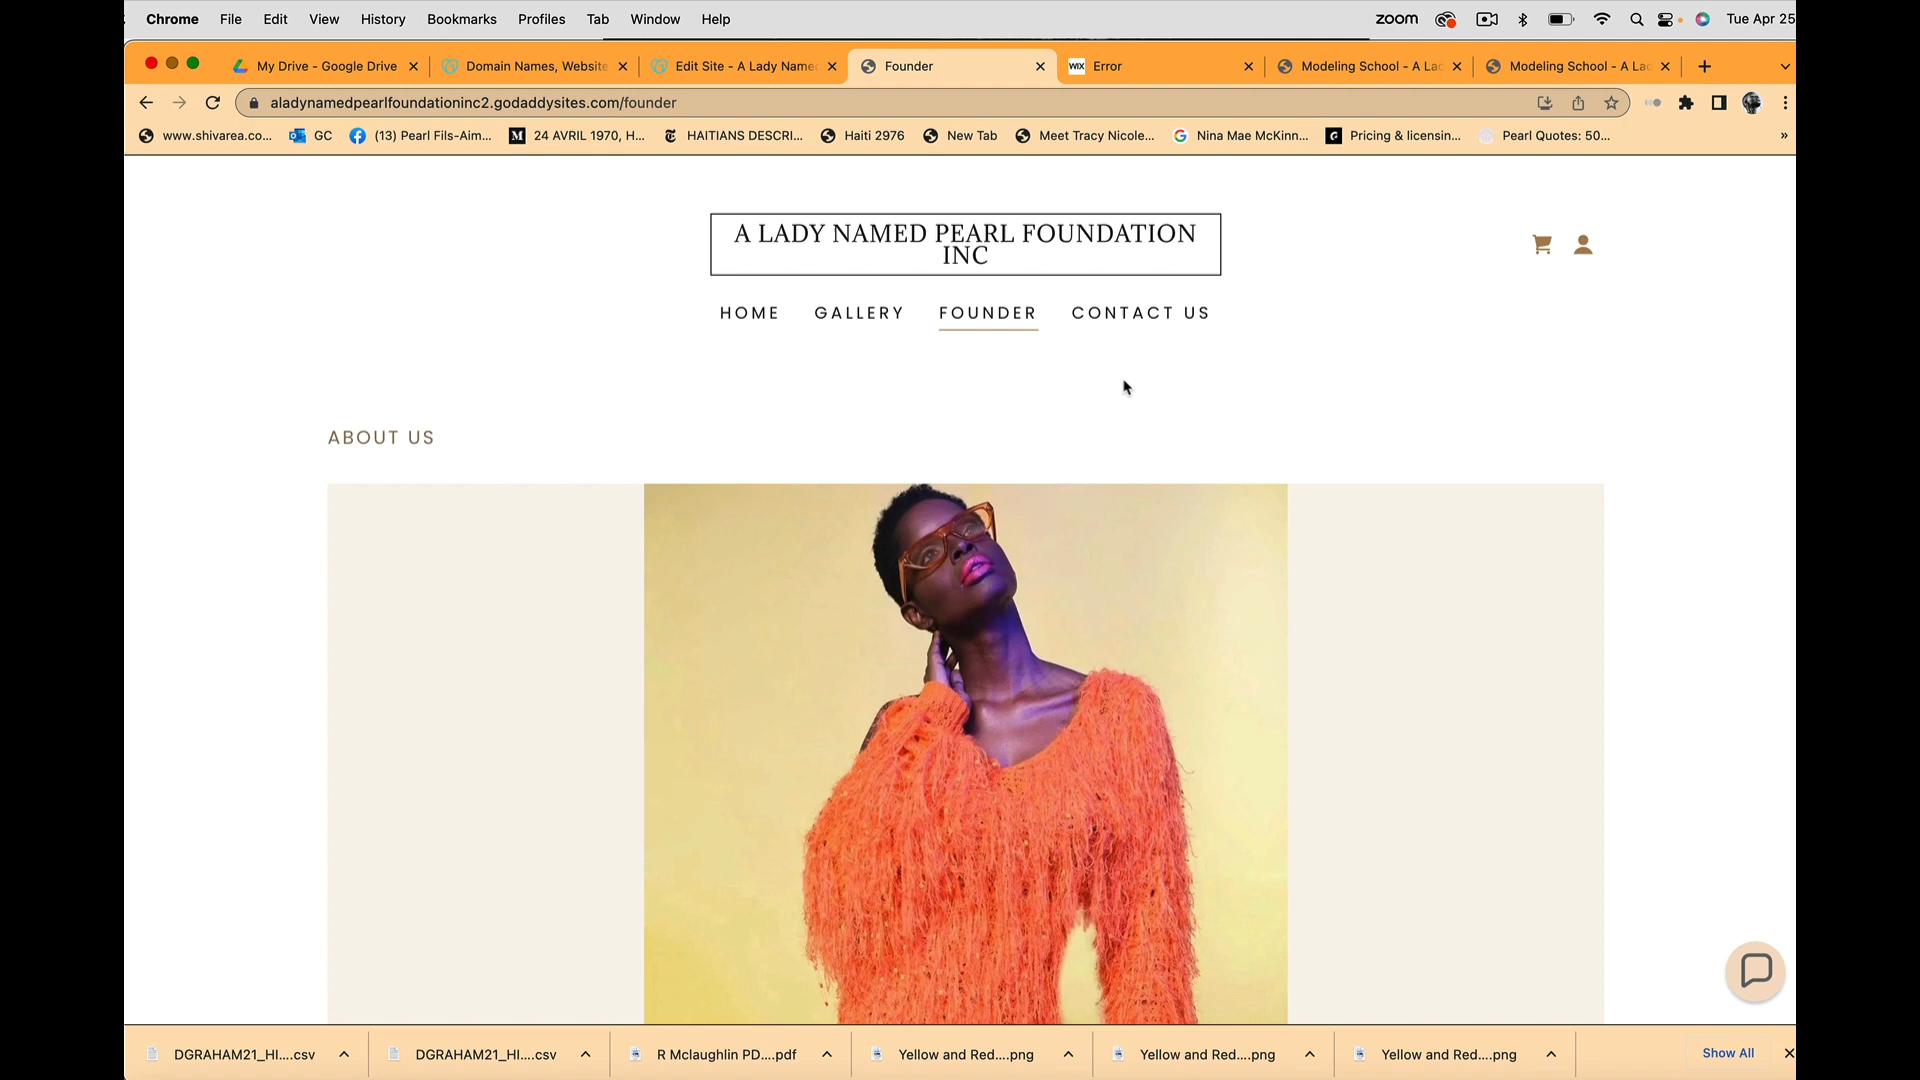 Chrome File Edit View History Bookmarks Profiles Tab Window Help zoom Tue Apr 25
My Drive - Google Drive Domain Names, Website Edit Site - A Lady Name Founder WIX Error Modeling School - A La Modeling School - A La
aladynamedpearlfoundationinc2.godaddysites.com/founder
www.shivarea.co... GC (13) Pearl Fils-Aim... M 24 AVRIL 1970, H... HAITIANS DESCRI... Haiti 2976 New Tab Meet Tracy Nicole... Nina Mae McKinn... Pricing & licensin... Pearl Quotes: 50... »
A LADY NAMED PEARL FOUNDATION
INC
HOME GALLERY FOUNDER CONTACT US
ABOUT US
DGRAHAM21_HI....csv DGRAHAM21_HI....csv R Mclaughlin PD....pdf Yellow and Red....png Yellow and Red....png Yellow and Red....png Show All